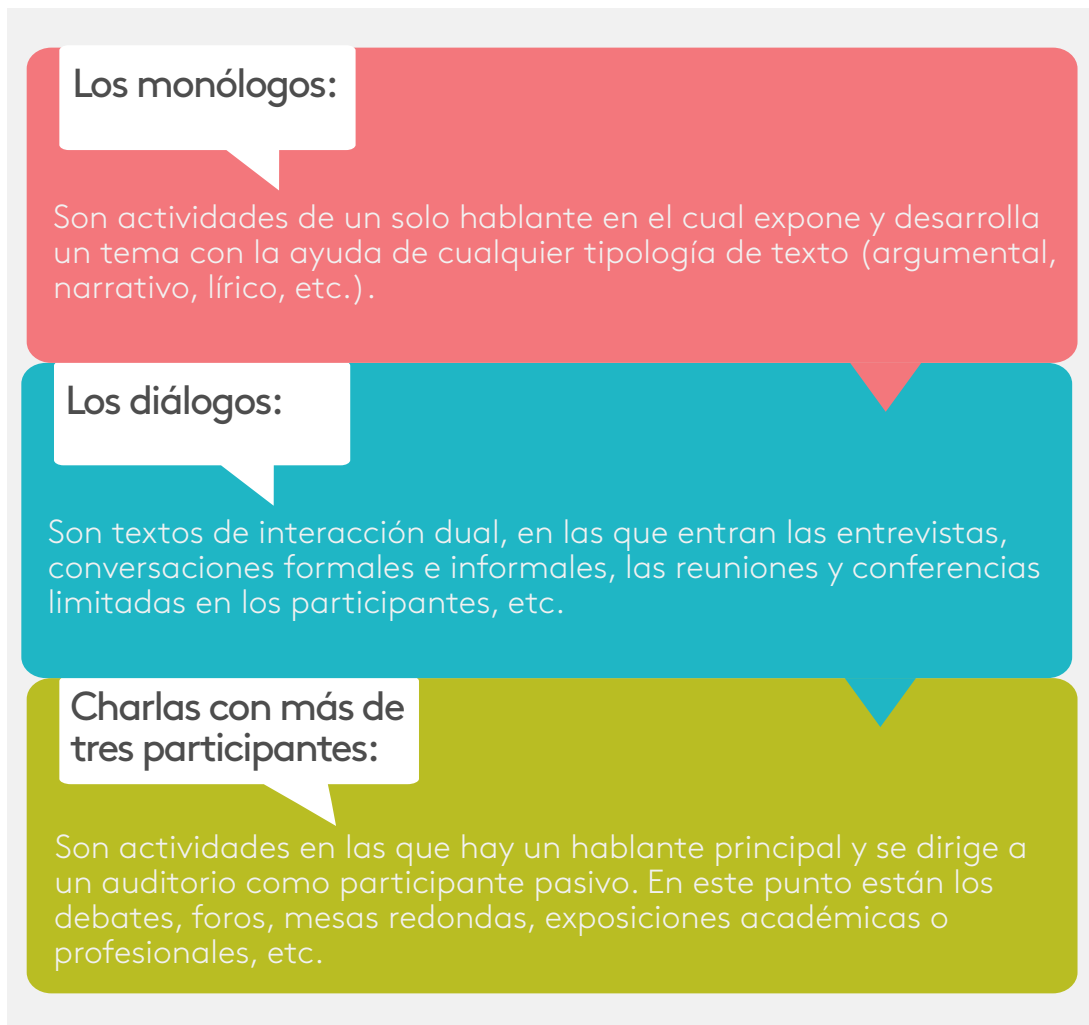 Los monólogos:
Son actividades de un solo hablante en el cual expone y desarrolla
un tema con la ayuda de cualquier tipología de texto (argumental,
narrativo, lírico, etc.).
Los diálogos:
Son textos de interacción dual, en las que entran las entrevistas,
conversaciones formales e informales, las reuniones y conferencias
limitadas en los participantes, etc.
Charlas con más de
tres participantes:
Son actividades en las que hay un hablante principal y se dirige a
un auditorio como participante pasivo. En este punto están los
debates, foros, mesas redondas, exposiciones académicas o
profesionales, etc.